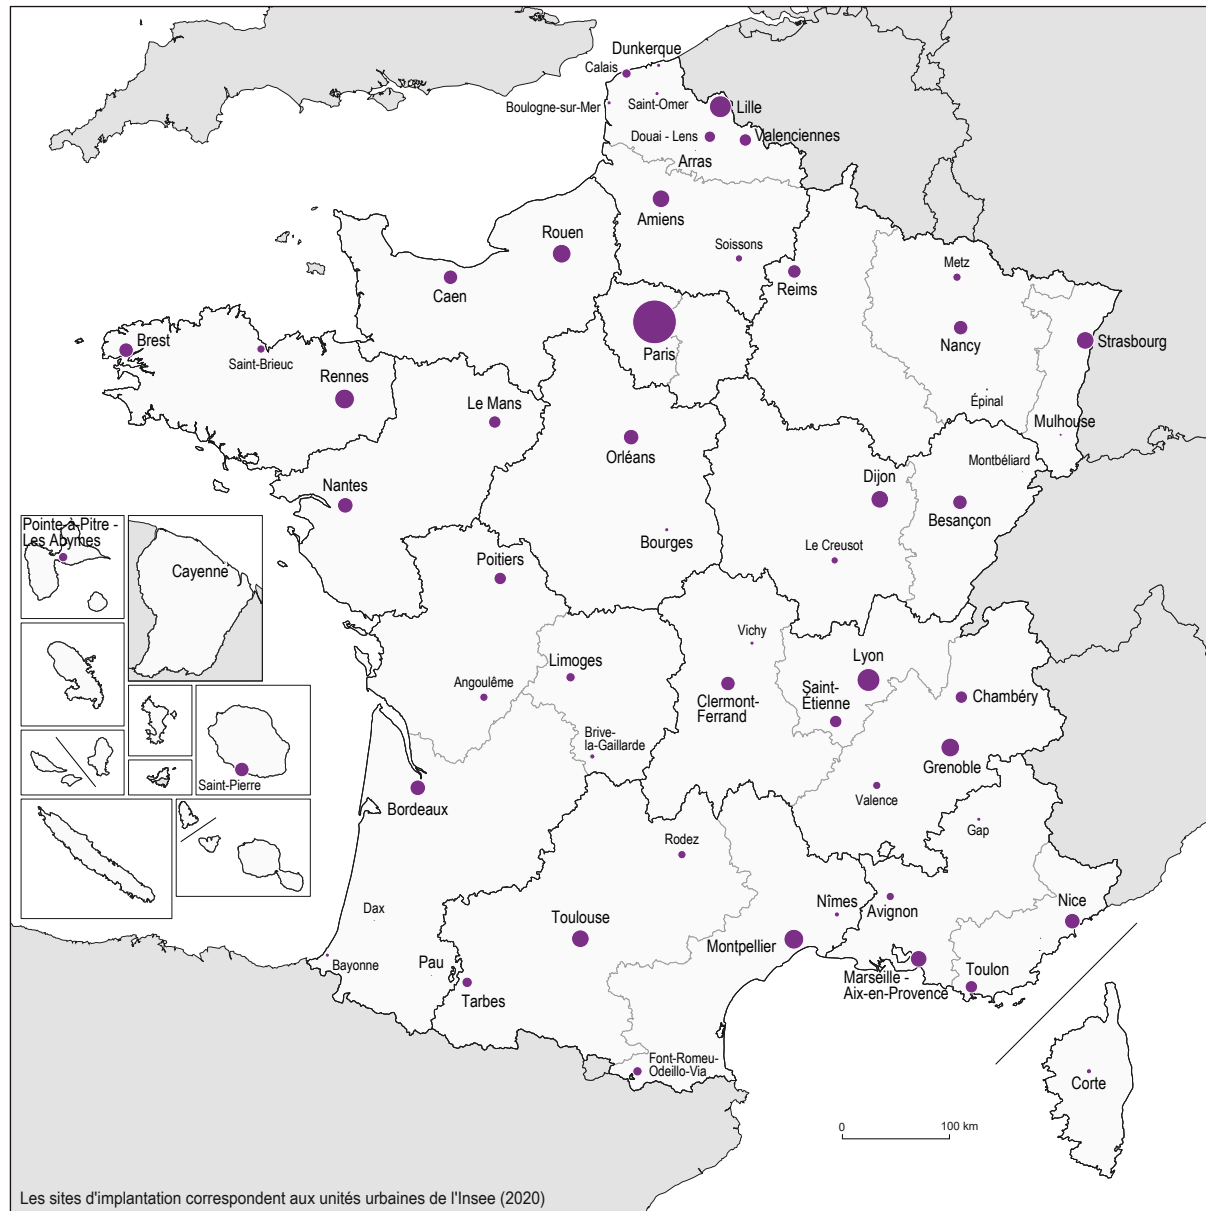 Dunkerque
Calais
Boulogne-sur-Mer
Saint-Omer
Lille
Douai - Lens
Valenciennes
Arras
Amiens
Rouen
Soissons
Caen
Reims
Metz
Paris
Nancy
Strasbourg
Brest
Saint-Brieuc
Rennes
Le Mans
Épinal
Mulhouse
Orléans
Montbéliard
Nantes
Dijon
Besançon
Pointe-à-Pitre -
Les Abymes
Cayenne
Bourges
Le Creusot
Poitiers
Vichy
Limoges
Lyon
Angoulême
Clermont-
Ferrand
Saint-
Étienne
Chambéry
Brive-
la-Gaillarde
Grenoble
Saint-Pierre
Bordeaux
Valence
Gap
Rodez
Dax
Nîmes
Avignon
Nice
Toulouse
Montpellier
Bayonne
Pau
Tarbes
Marseille -
Aix-en-Provence
Toulon
Font-Romeu-
Odeillo-Via
Corte
0
100 km
Les sites d'implantation correspondent aux unités urbaines de l'Insee (2020)